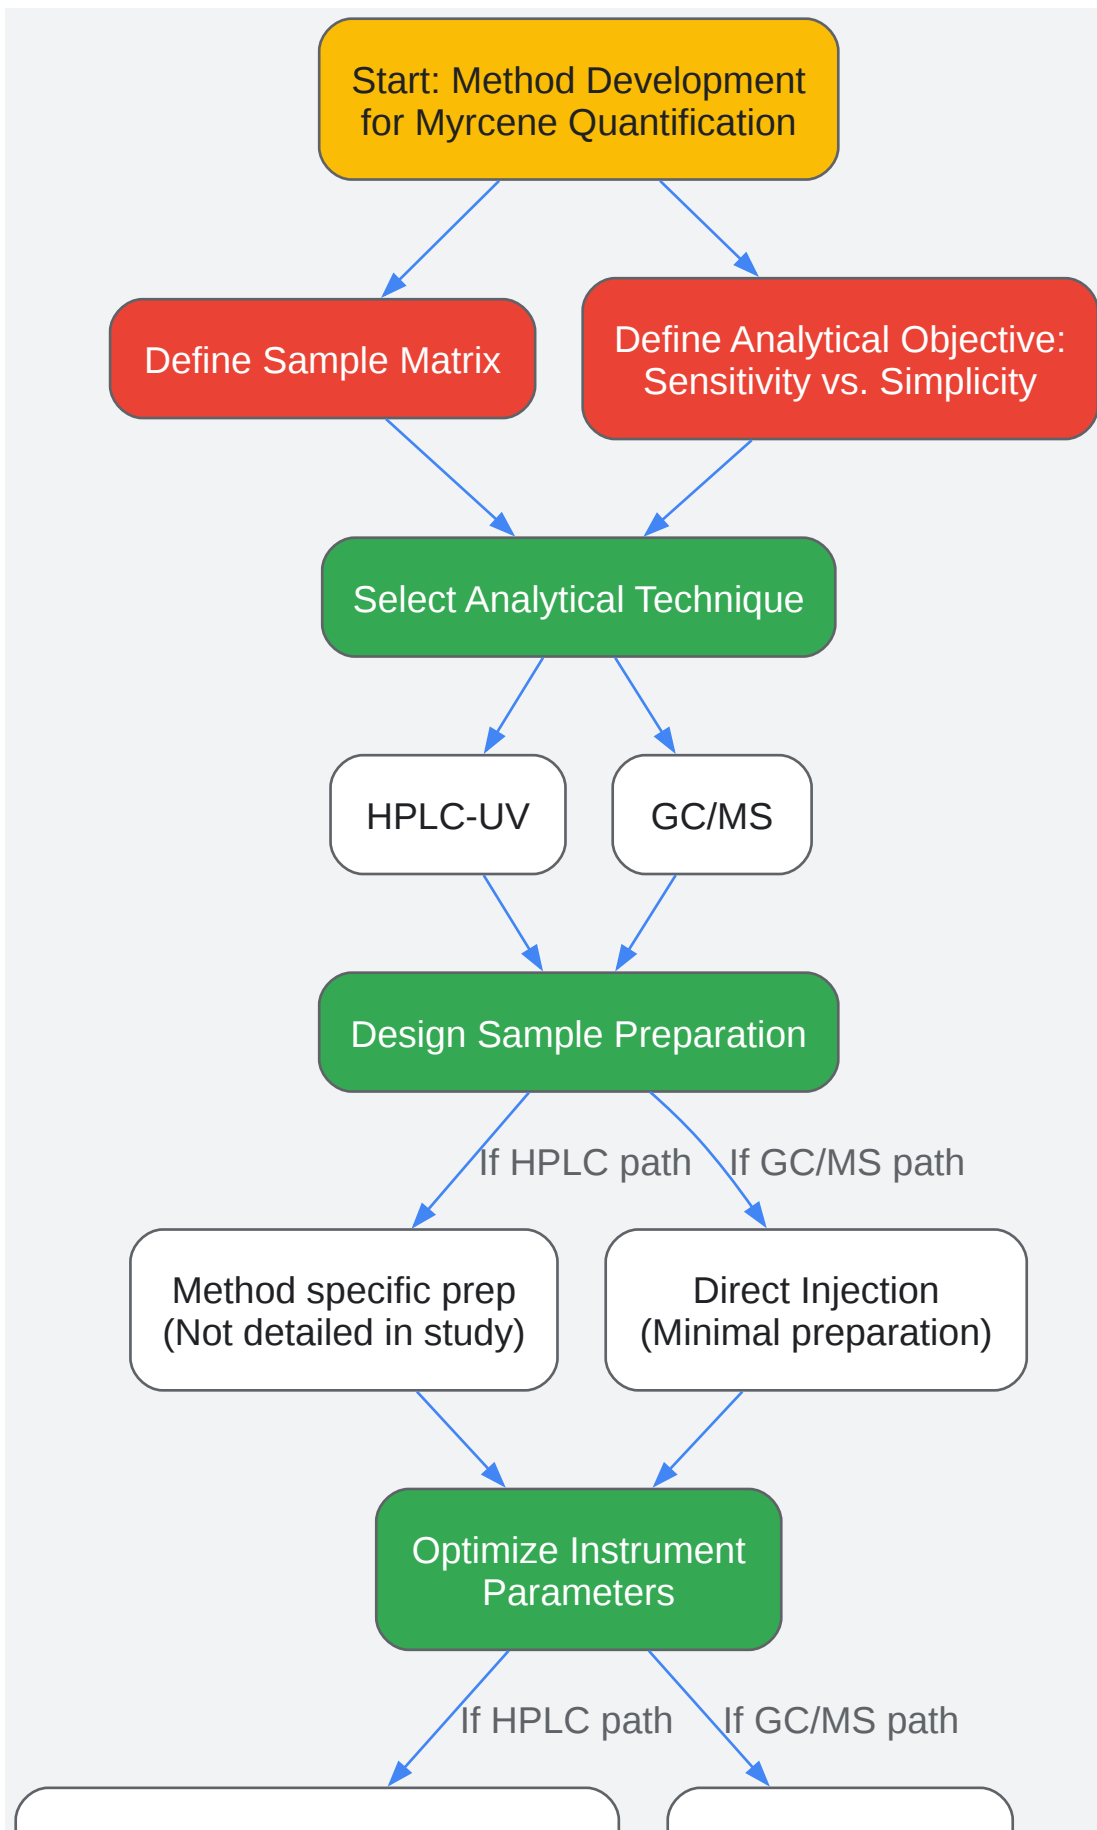 Start: Method Development
for Myrcene Quantification
Define Sample Matrix
Define Analytical Objective:
Sensitivity vs. Simplicity
Select Analytical Technique
HPLC-UV
GC/MS
Design Sample Preparation
If HPLC path
If GC/MS path
Method specific prep
(Not detailed in study)
Direct Injection
(Minimal preparation)
Optimize Instrument
Parameters
If HPLC path
If GC/MS path